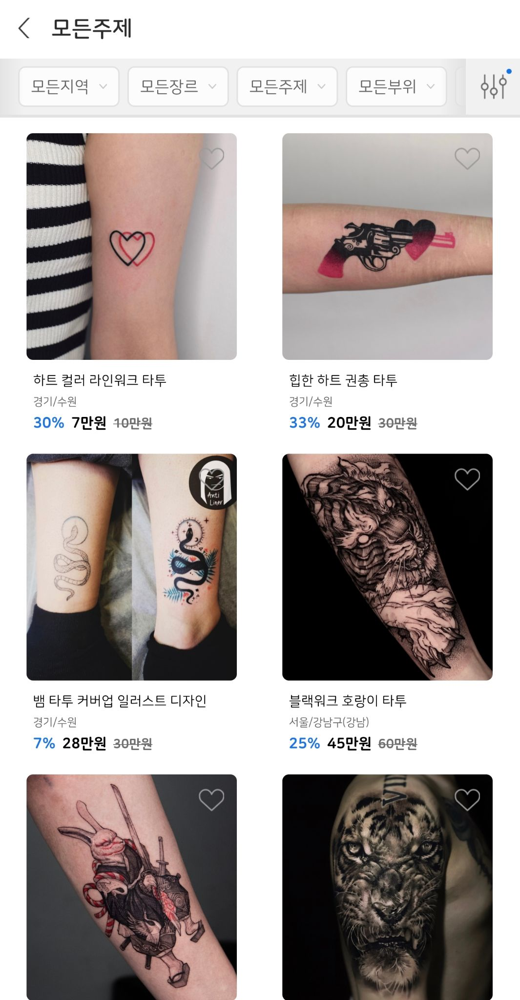 모든주제
모든지역 모든장르 모든주제 모든부위
하트 컬러 라인워크 타투
경기/수원
30% 7만원 10만원
힙한 하트 권총 타투
경기/수원
33% 20만원 30만원
Anti
Liner
뱀 타투 커버업 일러스트 디자인
경기/수원
7% 28만원 30만원
블랙워크 호랑이 타투
서울/강남구(강남)
25% 45만원 60만원
VIII